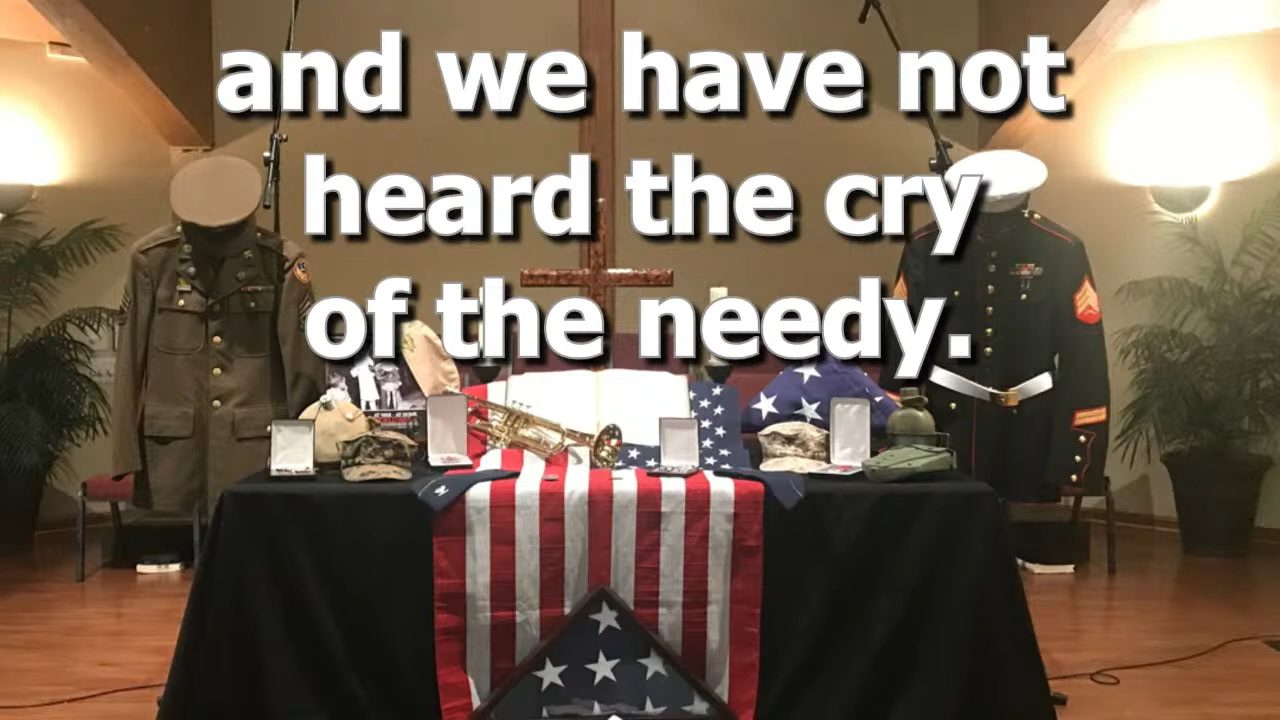 and we have not
heard the cry
of the needy.